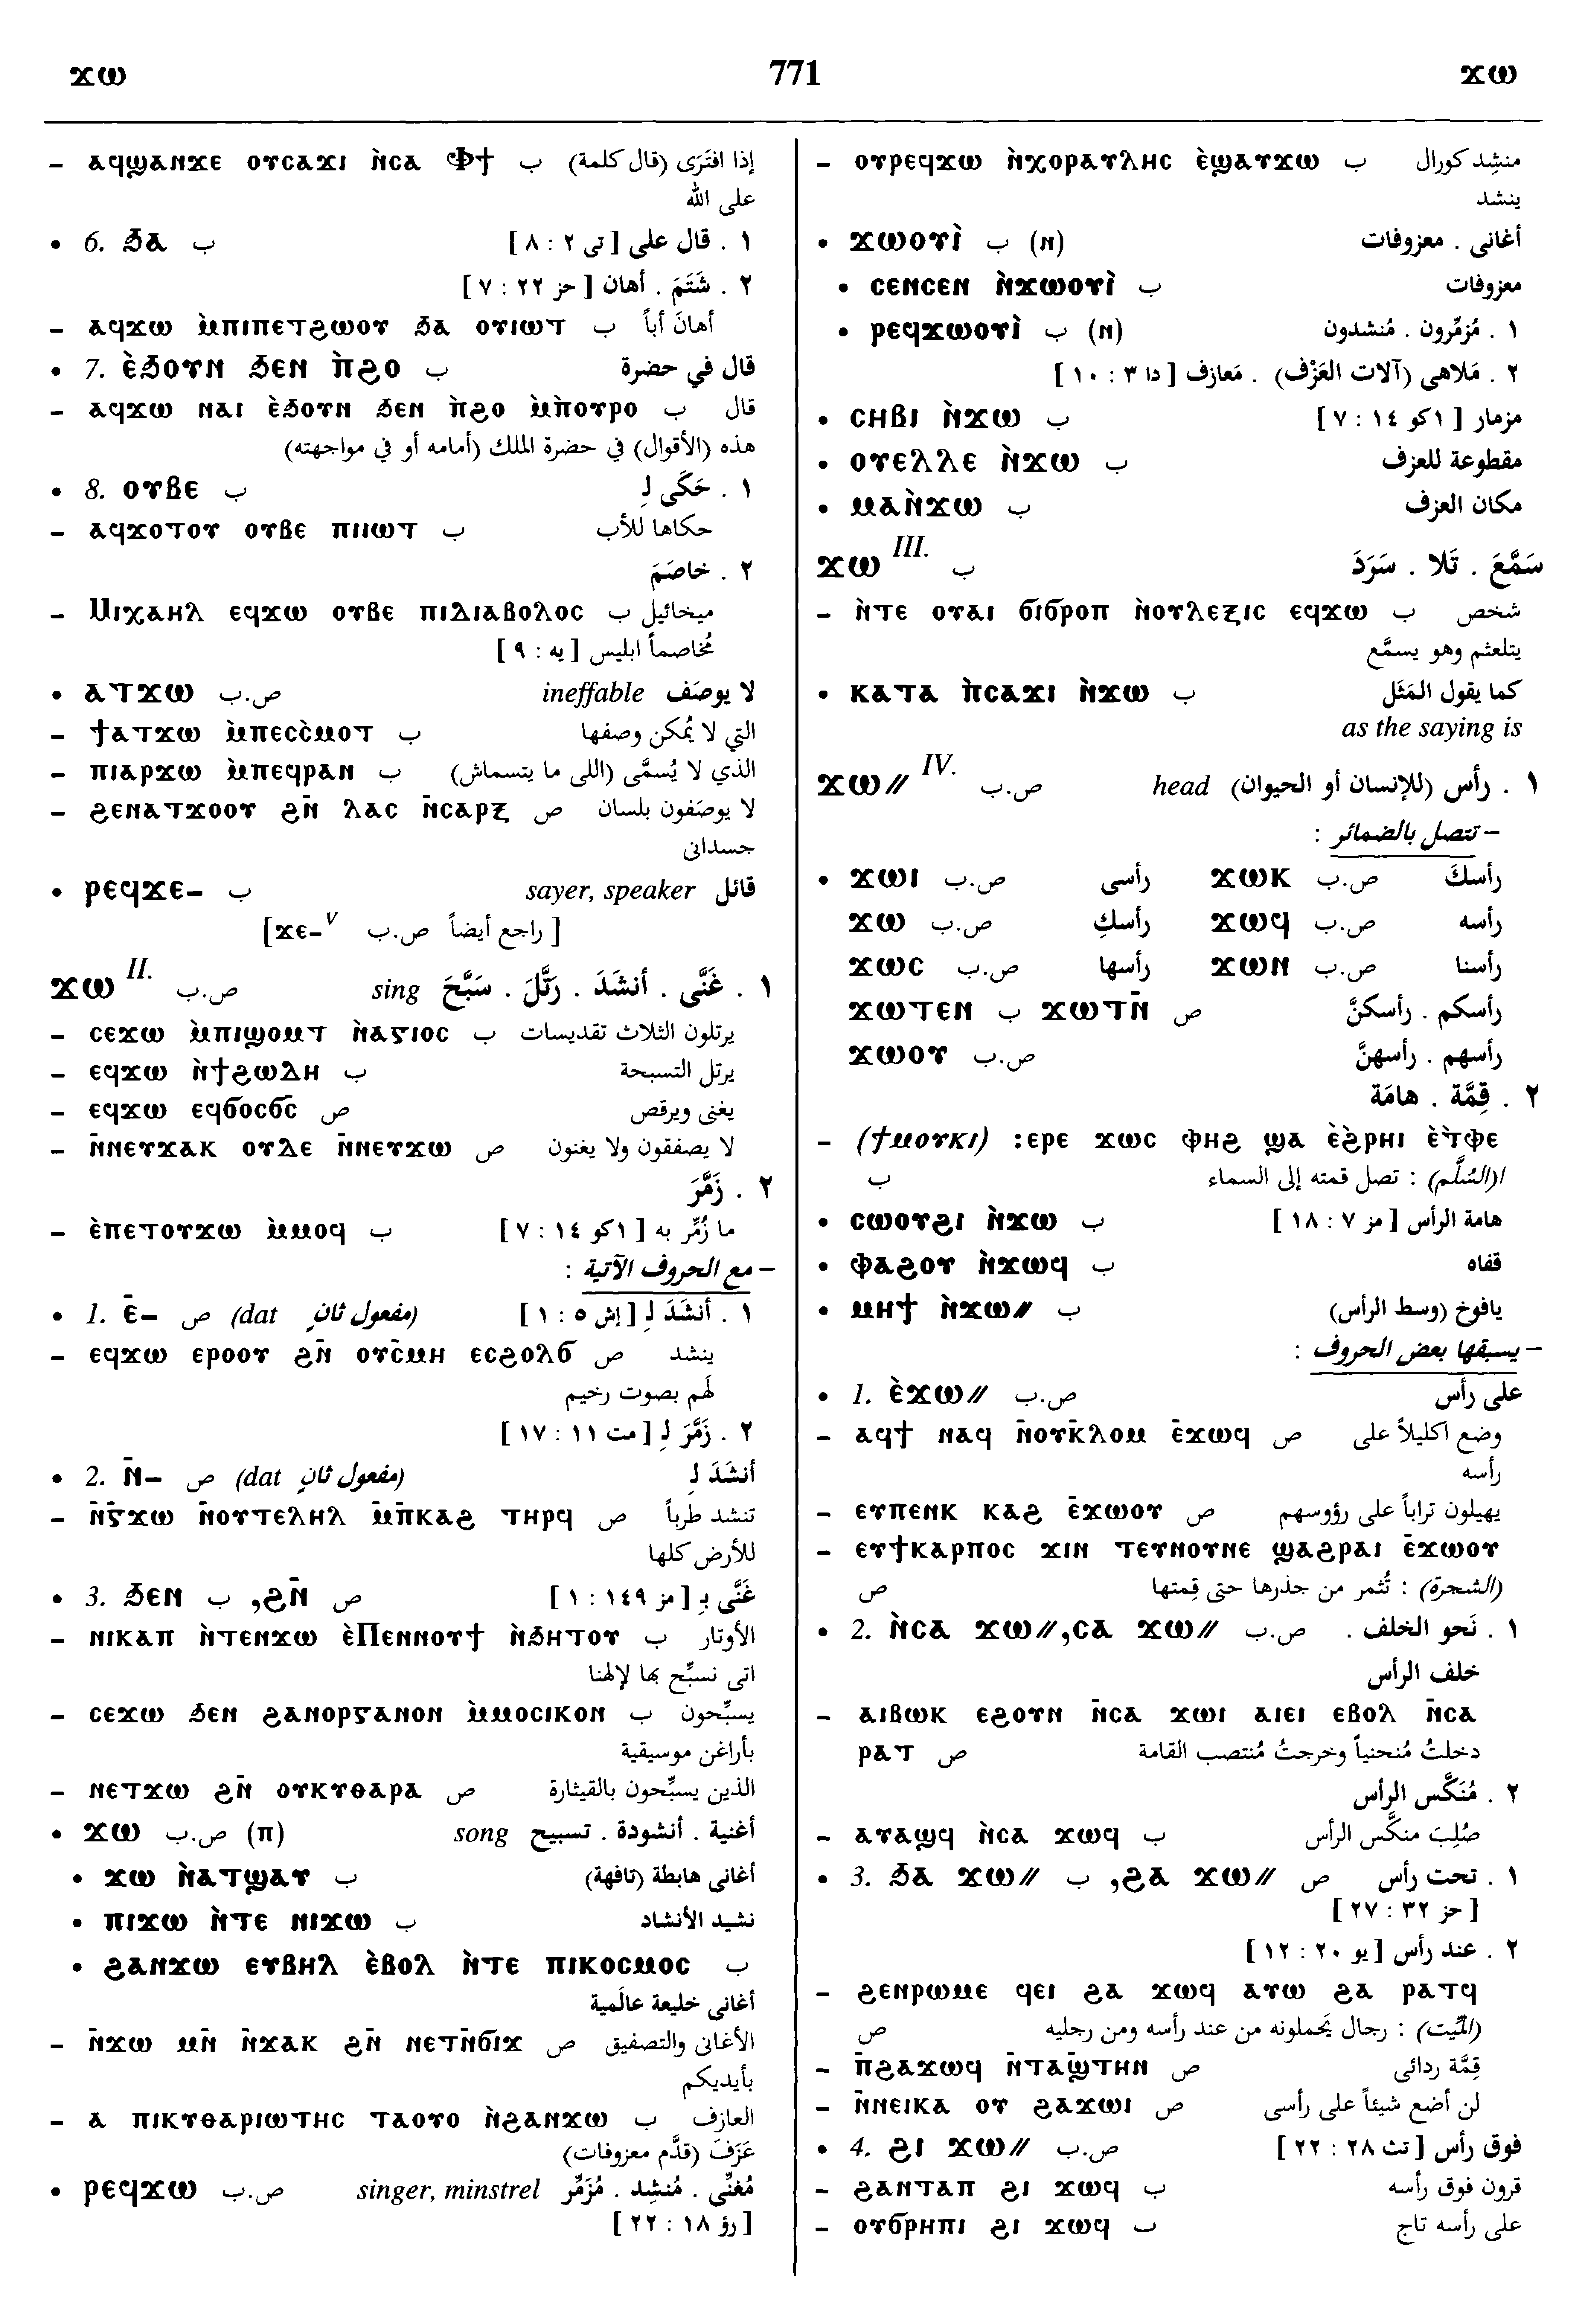 ϫⲱ 771 ϫⲱ
– ⲁϥϣⲁⲛϫⲉ ⲟⲩⲥⲁϫⲓ ⲛ̀ⲥⲁ Ⲫϯ ب إذا افتَرَى (قال كلمة)
على الله
• 6. ϧⲁ ب ١ . قال على [ تى ٢ : ٨ ]
٢ . شَتَمَ . أهان [ حز ٢٢ : ٧ ]
– ⲁϥϫⲱ ⲙ̀ⲡⲓⲡⲉⲧϩⲱⲟⲩ ϧⲁ ⲟⲩⲓⲱⲧ ب أهانَ أباً
• 7. ⲉ̀ϧⲟⲩⲛ ϧⲉⲛ ⲡ̀ϩⲟ ب قال في حضرة
– ⲁϥϫⲱ ⲛⲁⲓ ⲉ̀ϧⲟⲩⲛ ϧⲉⲛ ⲡ̀ϩⲟ ⲙ̀ⲡ̀ⲟⲩⲣⲟ ب قال
هذه (الأقوال) في حضرة الملك (أمامه أو في مواجهته)
• 8. ⲟⲩⲃⲉ ب ١ . حَكَى لِـ
– ⲁϥϫⲟⲧⲟⲩ ⲟⲩⲃⲉ ⲡⲓⲓⲱⲧ ب حكاها للأب
٢ . خاصَمَ
– Ⲙⲓⲭⲁⲏⲗ ⲉϥϫⲱ ⲟⲩⲃⲉ ⲡⲓⲇⲓⲁⲃⲟⲗⲟⲥ ب ميخائيل
مُخاصماً ابليس [ يه : ٩ ]
• ⲁⲧϫⲱ ص.ب ineffable لا يوصَف
– ϯⲁⲧϫⲱ ⲙ̀ⲡⲉⲥⲥ̀ⲙⲟⲧ ب التي لا يُمكن وصفها
– ⲡⲓⲁⲣϫⲱ ⲙ̀ⲡⲉϥⲣⲁⲛ ب الذي لا يُسمَّى (اللى ما يتسماش)
– ϩⲉⲛⲁⲧϫⲟⲟⲩ ϩⲛ̄ ⲗⲁⲥ ⲛ̄ⲥⲁⲣⲝ ص لا يوصَفون بلسان
جسدانى
• ⲣⲉϥϫⲉ– ب sayer, speaker قائل
[ راجع أيضاً ص.ب ϫⲉ– V ]
ϫⲱ II. ص.ب sing ١ . غَنَّى . أنشَدَ . رَتَّلَ . سَبَّحَ
– ⲥⲉϫⲱ ⲙ̀ⲡⲓϣⲟⲙⲧ ⲛ̀ⲁⲅⲓⲟⲥ ب يرتلون الثلاث تقديسات
– ⲉϥϫⲱ ⲛ̀ϯϩⲱⲇⲏ ب يرتل التسبحة
– ⲉϥϫⲱ ⲉϥϭⲟⲥϭⲥ̄ ص يغنى ويرقص
– ⲛ̄ⲛⲉⲩϫⲁⲕ ⲟⲩⲇⲉ ⲛ̄ⲛⲉⲩϫⲱ ص لا يصفقون ولا يغنون
٢ . زَمَّرَ
– ⲉ̀ⲡⲉⲧⲟⲩϫⲱ ⲙ̀ⲙⲟϥ ب ما زُمِّر به [ ١كو ١٤ : ٧ ]
– مع الحروف الآتية :
• 1. ⲉ̄– ص (dat مفعول ثانٍ) ١ . أنشَدَ لِـ [ إش ٥ : ١ ]
– ⲉϥϫⲱ ⲉⲣⲟⲟⲩ ϩⲛ̄ ⲟⲩⲥ̄ⲙⲏ ⲉⲥϩⲟⲗϭ ص ينشد
لهُم بصوت رخيم
٢ . زَمَّرَ لِـ [ مت ١١ : ١٧ ]
• 2. ⲛ̄– ص (dat مفعول ثانٍ) أنشَدَ لِـ
– ⲛ̄ⲅ̄ϫⲱ ⲛ̄ⲟⲩⲧⲉⲗⲏⲗ ⲙ̄ⲡ̄ⲕⲁϩ ⲧⲏⲣϥ ص تنشد طرباً
للأرض كلها
• 3. ϧⲉⲛ ب ,ϩⲛ̄ ص غَنَّى بِـ [ مز ١٤٩ : ١ ]
– ⲛⲓⲕⲁⲡ ⲛ̀ⲧⲉⲛϫⲱ ⲉ̀Ⲡⲉⲛⲛⲟⲩϯ ⲛ̀ϧⲏⲧⲟⲩ ب الأوتار
اتى نسبِّح بها لإلهنا
– ⲥⲉϫⲱ ϧⲉⲛ ϩⲁⲛⲟⲣⲅⲁⲛⲟⲛ ⲙ̀ⲙⲟⲥⲓⲕⲟⲛ ب يسبِّحون
بأراغن موسيقية
– ⲛⲉⲧϫⲱ ϩⲛ̄ ⲟⲩⲕⲩⲑⲁⲣⲁ ص الذين يسبِّحون بالقيثارة
• ϫⲱ ص.ب (ⲡ) song أغنية . أنشودة . تسبيح
• ϫⲱ ⲛ̀ⲁⲧϣⲁⲩ ب أغانى هابطة (تافهة)
• ⲡⲓϫⲱ ⲛ̀ⲧⲉ ⲛⲓϫⲱ ب نشيد الأنشاد
• ϩⲁⲛϫⲱ ⲉⲩⲃⲏⲗ ⲉ̀ⲃⲟⲗ ⲛ̀ⲧⲉ ⲡⲓⲕⲟⲥⲙⲟⲥ ب
أغانى خليعة عالَمية
– ⲛ̄ϫⲱ ⲙⲛ̄ ⲛ̄ϫⲁⲕ ϩⲛ̄ ⲛⲉⲧⲛ̄ϭⲓϫ ص الأغانى والتصفيق
بأيديكم
– ⲁ ⲡⲓⲕⲩⲑⲁⲣⲓⲱⲧⲏⲥ ⲧⲁⲟⲩⲟ ⲛ̀ϩⲁⲛϫⲱ ب العازف
عَزَفَ (قدَّم معزوفات)
• ⲣⲉϥϫⲱ ص.ب singer, minstrel مُغنِّى . مُنشِد . مُزَمِّر
[ رؤ ١٨ : ٢٢ ]
– ⲟⲩⲣⲉϥϫⲱ ⲛ̀ⲭⲟⲣⲁⲩⲗⲏⲥ ⲉ̀ϣⲁⲩϫⲱ ب منشِد كورال
ينشد
• ϫⲱⲟⲩⲓ̀ ب (ⲛ) أغانى . معزوفات
• ⲥⲉⲛⲥⲉⲛ ⲛ̀ϫⲱⲟⲩⲓ̀ ب معزوفات
• ⲣⲉϥϫⲱⲟⲩⲓ̀ ب (ⲛ) ١ . مُزمِّرون . مُنشدون
٢ . مَلاهى (آلات العَزْف) . مَعازف [ دا ٣ : ١٠ ]
• ⲥⲏⲃⲓ ⲛ̀ϫⲱ ب مزمار [ ١كو ١٤ : ٧ ]
• ⲟⲩⲉⲗⲗⲉ ⲛ̀ϫⲱ ب مقطوعة للعزف
• ⲙⲁⲛ̀ϫⲱ ب مكان العزف
ϫⲱ III. ب سَمَّعَ . تَلا . سَرَدَ
– ⲛ̀ⲧⲉ ⲟⲩⲁⲓ ϭⲓϭⲣⲟⲡ ⲛ̀ⲟⲩⲗⲉⲝⲓⲥ ⲉϥϫⲱ ب شخص
يتلعثم وهو يسمَّع
• ⲕⲁⲧⲁ ⲡ̀ⲥⲁϫⲓ ⲛ̀ϫⲱ ب كما يقول المَثَل
as the saying is
ϫⲱ// IV. ص.ب head ١ . رأس (للإنسان أو الحيوان)
– تتصل بالضمائر :
• ϫⲱⲓ ص.ب رأسى ϫⲱⲕ ص.ب رأسكَ
ϫⲱ ص.ب رأسكِ ϫⲱϥ ص.ب رأسه
ϫⲱⲥ ص.ب رأسها ϫⲱⲛ ص.ب رأسنا
ϫⲱⲧⲉⲛ ب ϫⲱⲧⲛ̄ ص رأسكم . رأسكنَّ
ϫⲱⲟⲩ ص.ب رأسهم . رأسهنَّ
٢ . قِمَّة . هامَة
– (ϯⲙⲟⲩⲕⲓ) :ⲉⲣⲉ ϫⲱⲥ ⲫⲏϩ ϣⲁ ⲉ̀ϩ̀ⲣⲏⲓ ⲉ̀ⲧ̀ⲫⲉ
(السُلَّم) : تصل قمته إلى السماء ب
• ⲥⲱⲟⲩϩⲓ ⲛ̀ϫⲱ ب هامة الرأس [ مز ٧ : ١٨ ]
• ⲫⲁϩⲟⲩ ⲛ̀ϫⲱϥ ب قفاه
• ⲙⲏϯ ⲛ̀ϫⲱ// ب يافوخ (وسط الرأس)
– يسبقها بعض الحروف :
• 1. ⲉ̀ϫⲱ// ص.ب على رأس
– ⲁϥϯ ⲛⲁϥ ⲛ̄ⲟⲩⲕ̄ⲗⲟⲙ ⲉ̄ϫⲱϥ ص وضع اكليلاً على
رأسه
– ⲉⲩⲡⲉⲛⲕ ⲕⲁϩ ⲉ̄ϫⲱⲟⲩ ص يهيلون تراباً على رؤوسهم
– ⲉⲩϯⲕⲁⲣⲡⲟⲥ ϫⲓⲛ ⲧⲉⲩⲛⲟⲩⲛⲉ ϣⲁϩⲣⲁⲓ ⲉ̄ϫⲱⲟⲩ
(الشجرة) : تُثمر من جذرها حتى قِمتها ص
• 2. ⲛ̀ⲥⲁ ϫⲱ//,ⲥⲁ ϫⲱ// ص.ب ١ . نَحو الخلف .
خلف الرأس
– ⲁⲓⲃⲱⲕ ⲉϩⲟⲩⲛ ⲛ̄ⲥⲁ ϫⲱⲓ ⲁⲓⲉⲓ ⲉⲃⲟⲗ ⲛ̄ⲥⲁ
ⲣⲁⲧ ص دخلتُ مُنحنياً وخرجتُ مُنتصب القامة
٢ . مُنَكَّس الرأس
– ⲁⲩⲁϣϥ ⲛ̀ⲥⲁ ϫⲱϥ ب صُلِبَ منكَّس الرأس
• 3. ϧⲁ ϫⲱ// ب ,ϩⲁ ϫⲱ// ص ١ . تحت رأس
[ حز ٣٢ : ٢٧ ]
٢ . عند رأس [ يو ٢٠ : ١٢ ]
– ϩⲉⲛⲣⲱⲙⲉ ϥⲉⲓ ϩⲁ ϫⲱϥ ⲁⲩⲱ ϩⲁ ⲣⲁⲧϥ
(الميِّت) : رجال يَحملونه من عند رأسه ومن رجليه ص
– ⲡ̄ϩⲁϫⲱϥ ⲛ̄ⲧⲁϣ̄ⲧⲏⲛ ص قِمَّة ردائى
– ⲛ̄ⲛⲉⲓⲕⲁ ⲟⲩ ϩⲁϫⲱⲓ ص لن أضع شيئاً على رأسى
• 4. ϩⲓ ϫⲱ// ص.ب فوق رأس [ تث ٢٨ : ٢٢ ]
– ϩⲁⲛⲧⲁⲡ ϩⲓ ϫⲱϥ ب قرون فوق رأسه
– ⲟⲩϭⲣⲏⲡⲓ ϩⲓ ϫⲱϥ ب على رأسه تاج